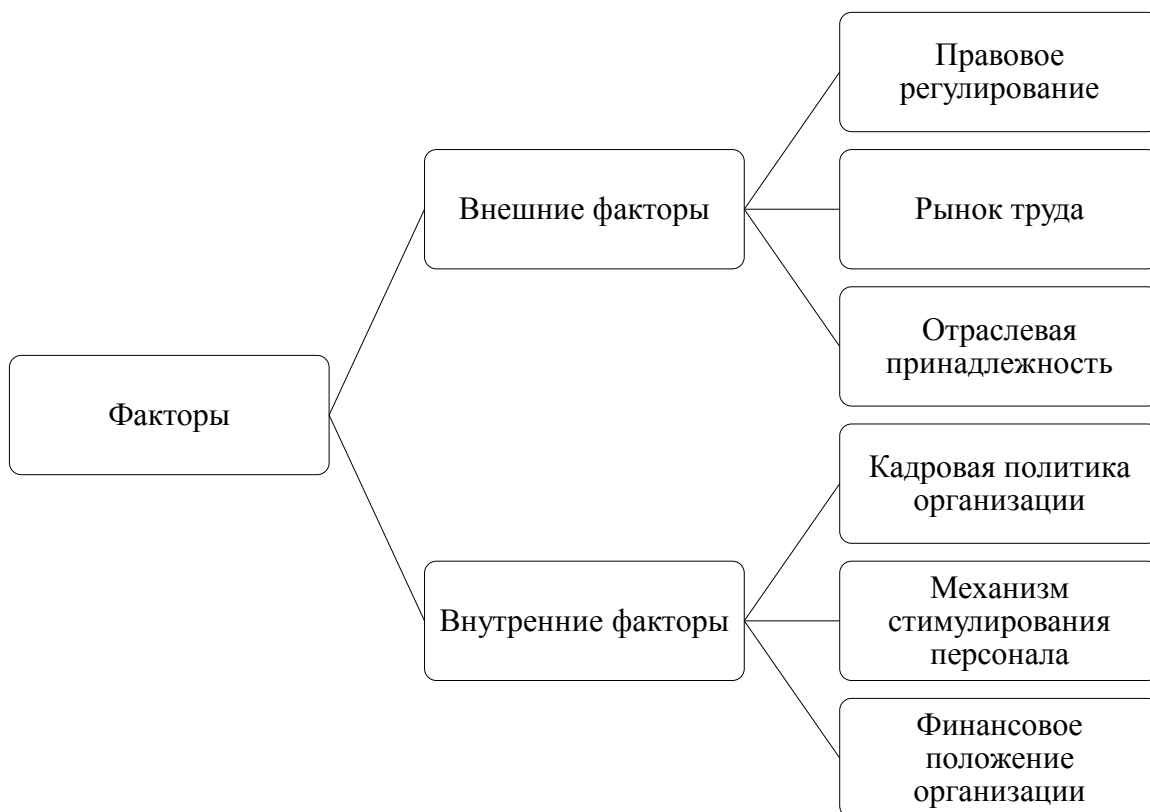 Правовое
регулирование
Внешние факторы
Рынок труда
Отраслевая
принадлежность
Факторы
Кадровая политика
организации
Внутренние факторы
Механизм
стимулирования
персонала
Финансовое
положение
организации